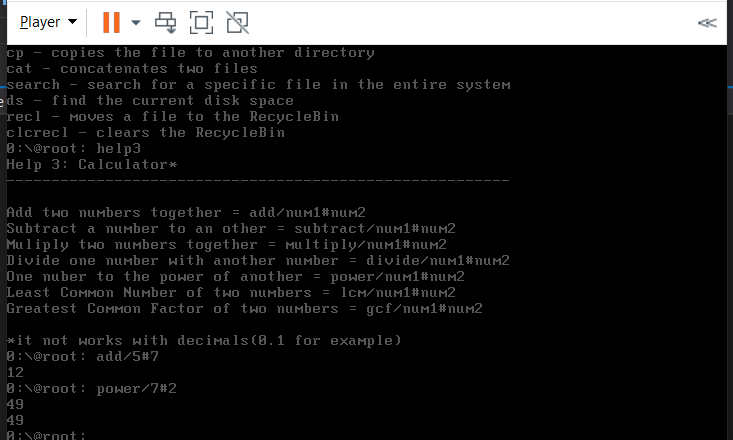 Player
cp - copies the file to another directory
cat - concatenates two files
search - search for a specific file in the entire system
ds - find the current disk space
recl - moves a file to the RecycleBin
clcrecl - clears the RecycleBin
0:\@root: help3
Help 3: Calculator*
--------------------------------------------------------
Add two numbers together = add/num1#num2
Subtract a number to an other = subtract/num1#num2
Muliply two numbers together = multiply/num1#num2
Divide one number with another number = divide/num1#num2
One nuber to the power of another = power/num1#num2
Least Common Number of two numbers = lcm/num1#num2
Greatest Common Factor of two numbers = gcf/num1#num2
*it not works with decimals(0.1 for example)
0:\@root: add/5#7
12
0:\@root: power/7#2
49
49
0:\@root: